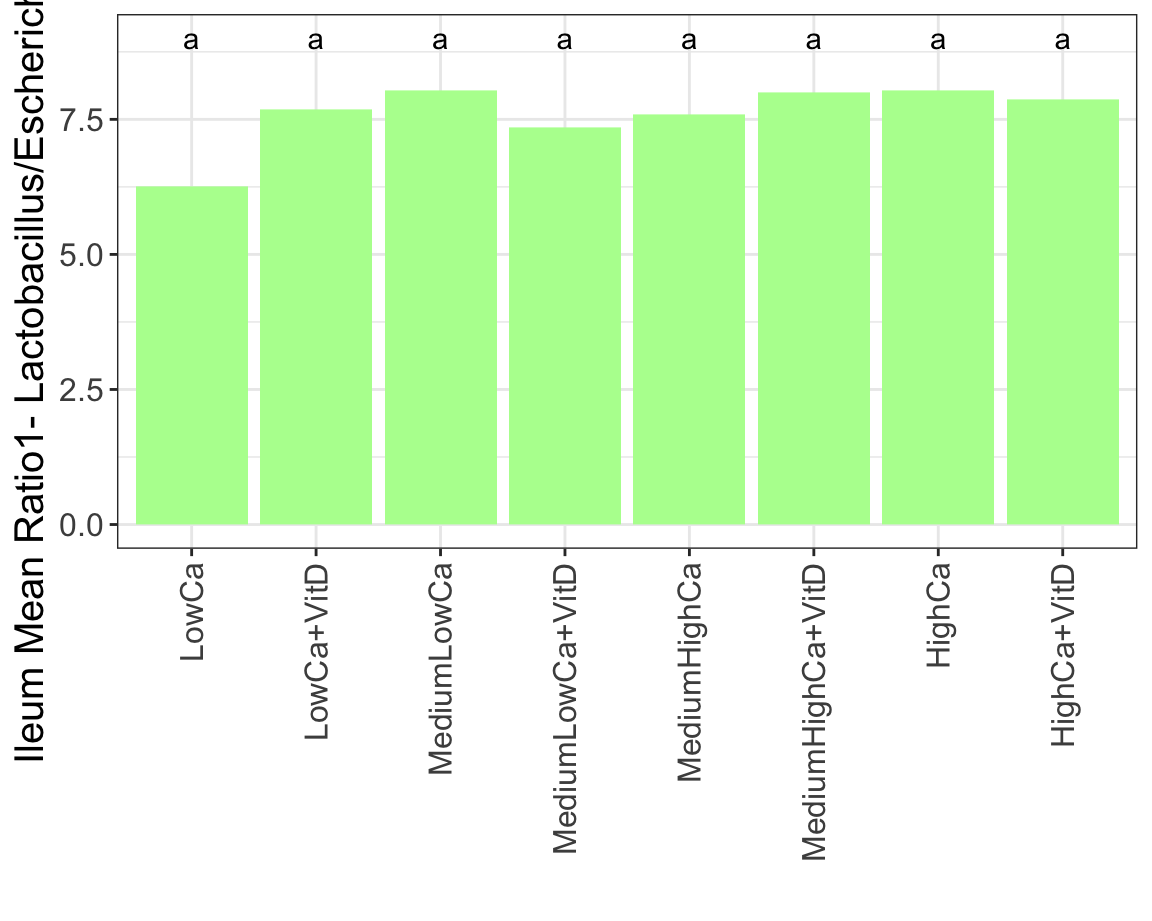 Ileum Mean Ratio1- Lactobacillus/Escherich
a a a a a a a a
7.5
5.0
2.5
0.0
LowCa
LowCa+VitD
MediumLowCa
MediumLowCa+VitD
MediumHighCa
MediumHighCa+VitD
HighCa
HighCa+VitD